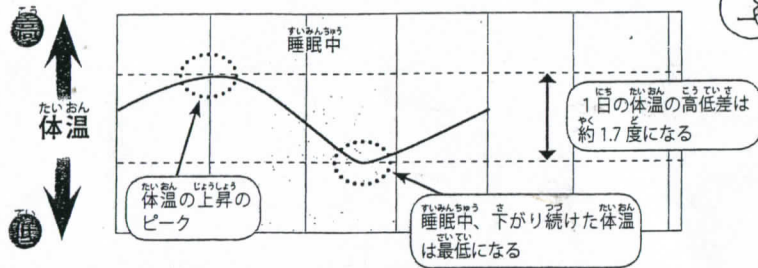 高
体温
低
睡眠中
1日の体温の高低差は
約1.7度になる
体温の上昇の
ピーク
睡眠中、下がり続けた体温
は最低になる